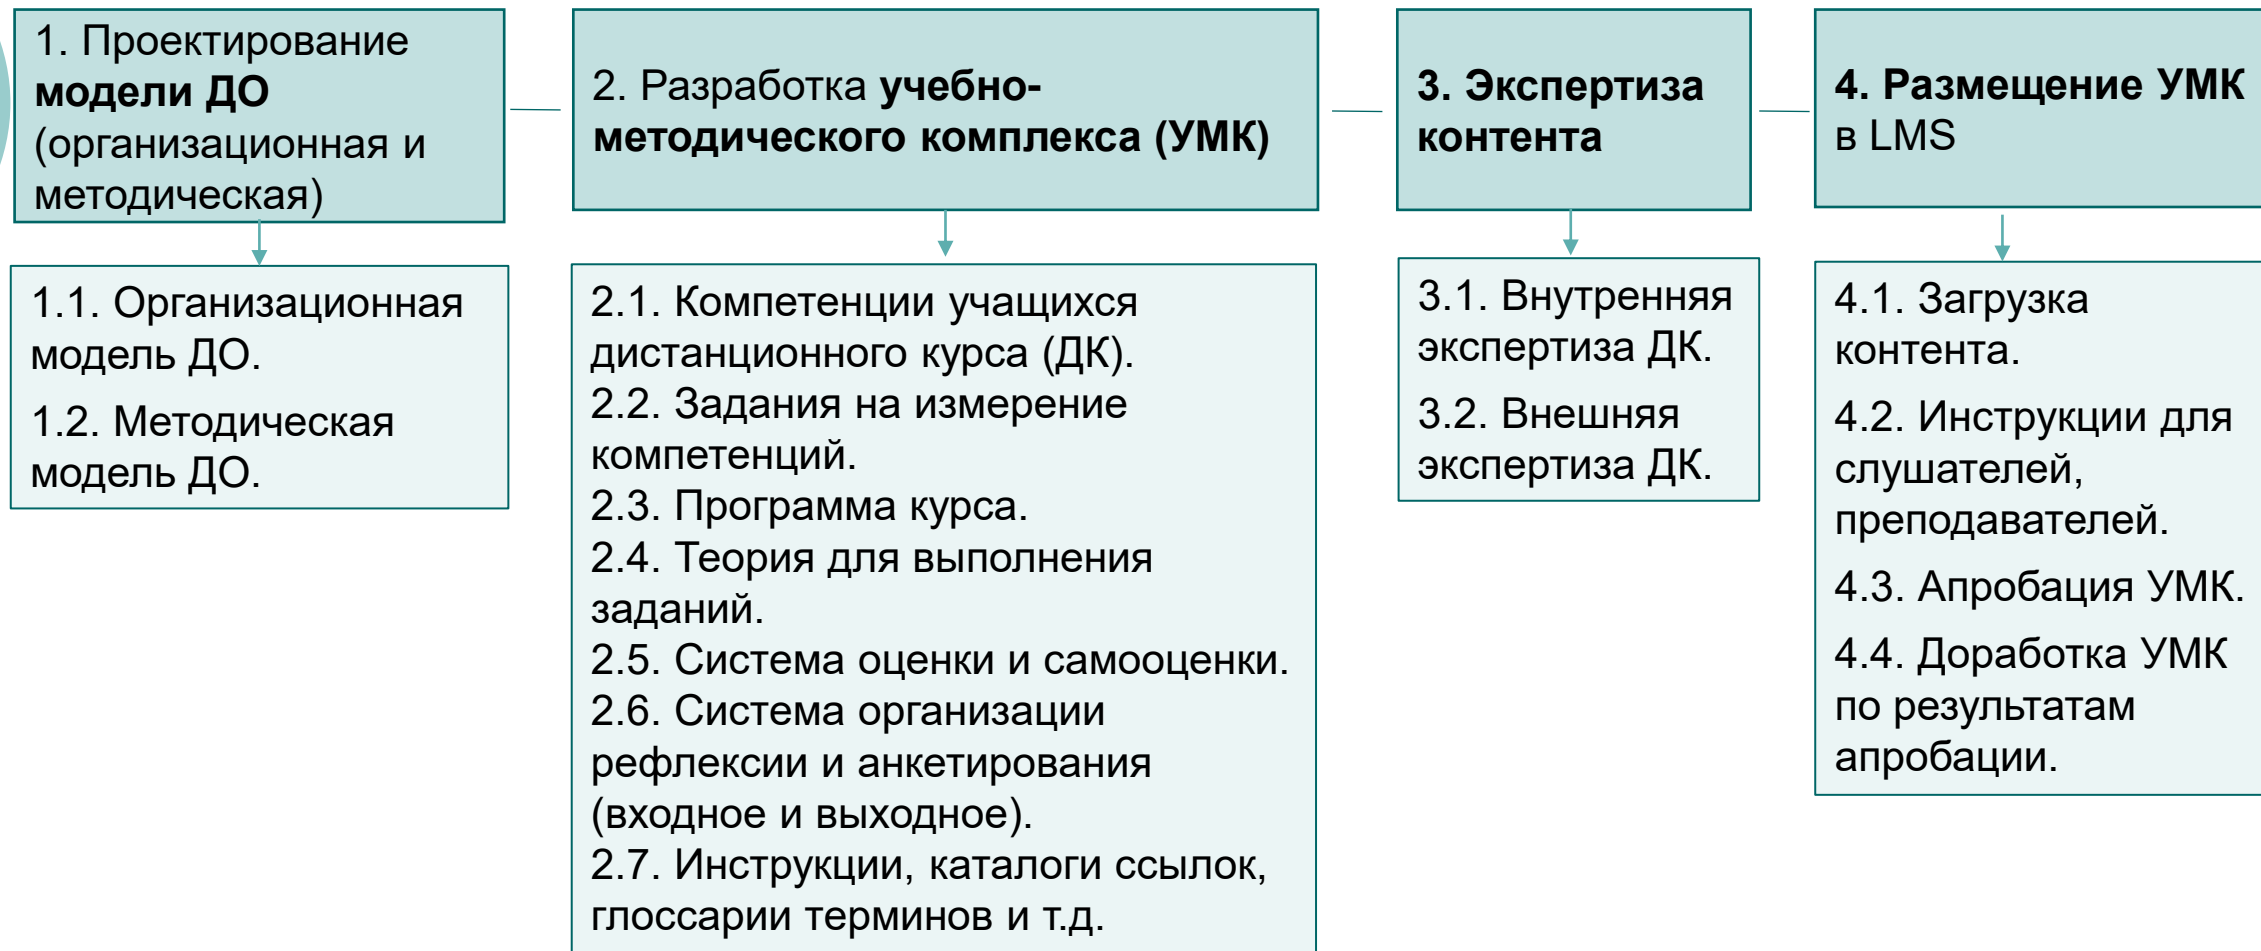 1. Проектирование
модели ДО
(организационная и
методическая)
2. Разработка учебно-
методического комплекса (УМК)
3. Экспертиза
контента
4. Размещение УМК
в LMS
1.1. Организационная
модель ДО.
1.2. Методическая
модель ДО.
2.1. Компетенции учащихся
дистанционного курса (ДК).
2.2. Задания на измерение
компетенций.
2.3. Программа курса.
2.4. Теория для выполнения
заданий.
2.5. Система оценки и самооценки.
2.6. Система организации
рефлексии и анкетирования
(входное и выходное).
2.7. Инструкции, каталоги ссылок,
глоссарии терминов и т.д.
3.1. Внутренняя
экспертиза ДК.
3.2. Внешняя
экспертиза ДК.
4.1. Загрузка
контента.
4.2. Инструкции для
слушателей,
преподавателей.
4.3. Апробация УМК.
4.4. Доработка УМК
по результатам
апробации.